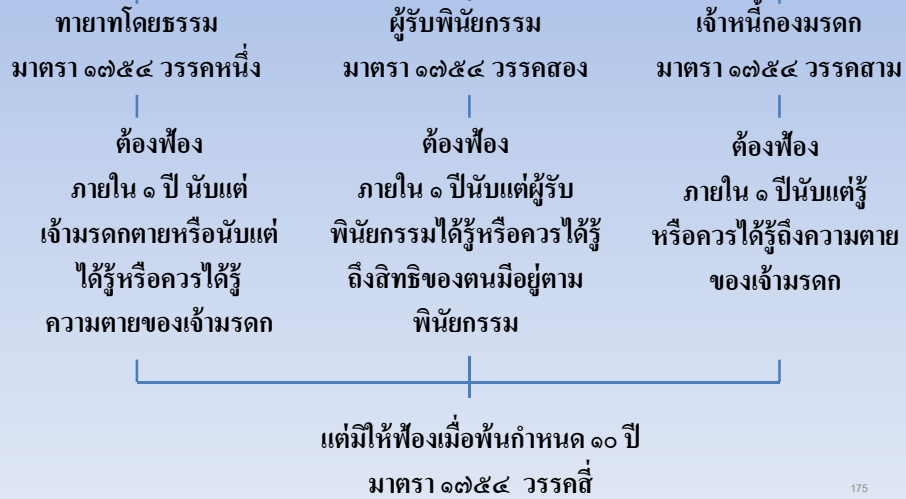 ทายาทโดยธรรม
มาตรา ๑๗๕๔ วรรคหนึ่ง
ต้องฟ้อง
ภายใน ๑ ปี นับแต่
เจ้ามรดกตายหรือนับแต่
ได้รู้หรือควรได้รู้
ความตายของเจ้ามรดก
ผู้รับพินัยกรรม
มาตรา ๑๗๕๔ วรรคสอง
ต้องฟ้อง
ภายใน ๑ ปีนับแต่ผู้รับ
พินัยกรรมได้รู้หรือควรได้รู้
ถึงสิทธิของตนมีอยู่ตาม
พินัยกรรม
เจ้าหนี้กองมรดก
มาตรา ๑๗๕๔ วรรคสาม
ต้องฟ้อง
ภายใน ๑ ปีนับแต่รู้
หรือควรได้รู้ถึงความตาย
ของเจ้ามรดก
แต่มิให้ฟ้องเมื่อพ้นกำหนด ๑๐ ปี
มาตรา ๑๗๕๔ วรรคสี่
175